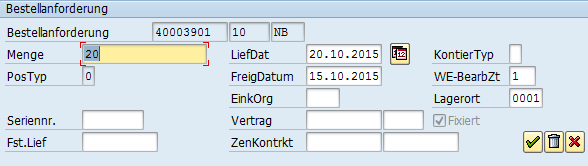 Bestellanforderung
Bestellanforderung 40003901 10 NB
Menge 20 LiefDat 20.10.2015 KontierTyp
PosTyp 0 FreigDatum 15.10.2015 WE-BearbZt 1
EinkOrg Lagerort 0001
Seriennr. Vertrag Fixiert
Fst.Lief ZenKontrkt